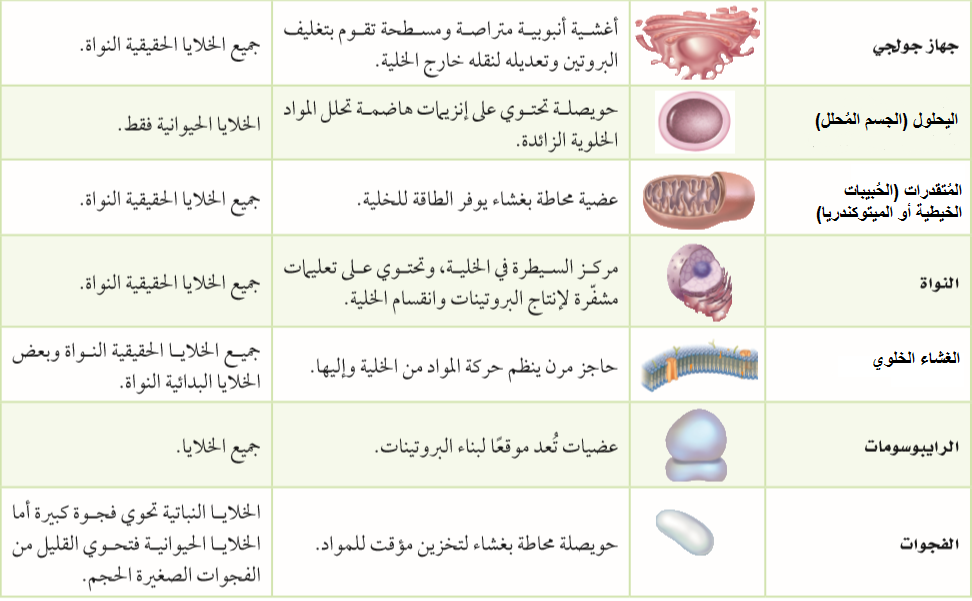 جهاز جولجي
أغشية أنبوبية متراصة ومسطحة تقوم بتغليف
البروتين وتعديله لنقله خارج الخلية.
جميع الخلايا الحقيقية النواة.
اليحلول (الجسم المُحلل)
حويصلة تحتوي على إنزيمات هاضمة تحلل المواد
الخلوية الزائدة.
الخلايا الحيوانية فقط.
المُتقدرات (الحُبيبات
الخيطية أو الميتوكندريا)
عضية محاطة بغشاء يوفر الطاقة للخلية.
جميع الخلايا الحقيقية النواة.
النواة
مركز السيطرة في الخلية، وتحتوي على تعليمات
مشفّرة لإنتاج البروتينات وانقسام الخلية.
جميع الخلايا الحقيقية النواة.
الغشاء الخلوي
حاجز مرن ينظم حركة المواد من الخلية وإليها.
جميع الخلايا الحقيقية النواة وبعض
الخلايا البدائية النواة.
الرايبوسومات
عضيات تُعد موقعًا لبناء البروتينات.
جميع الخلايا.
الفجوات
حويصلة محاطة بغشاء لتخزين مؤقت للمواد.
الخلايا النباتية تحوي فجوة كبيرة أما
الخلايا الحيوانية فتحوي القليل من
الفجوات الصغيرة الحجم.